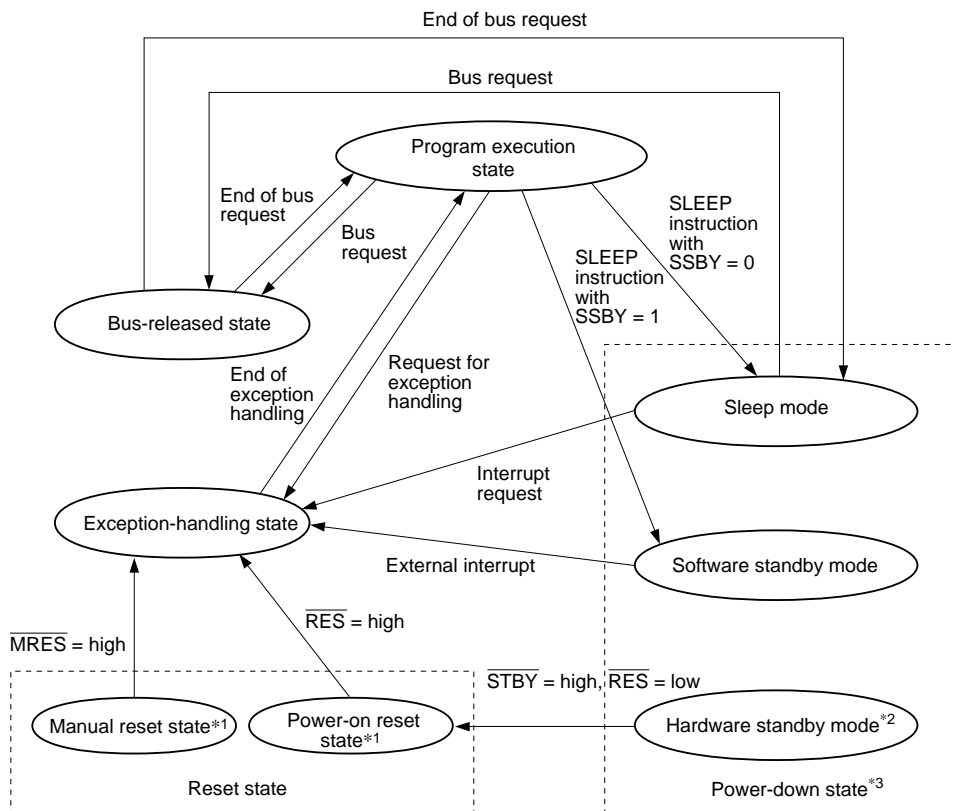 End of bus request
Bus request
Program execution
state
End of bus
request
Bus
request
SLEEP
instruction
with
SSBY = 0
SLEEP
instruction
with
SSBY = 1
Bus-released state
End of
exception
handling
Request for
exception
handling
Sleep mode
Interrupt
request
Exception-handling state
External interrupt
Software standby mode
MRES = high
RES = high
STBY = high, RES = low
Manual reset state*1
Power-on reset
state*1
Hardware standby mode*2
Reset state
Power-down state*3